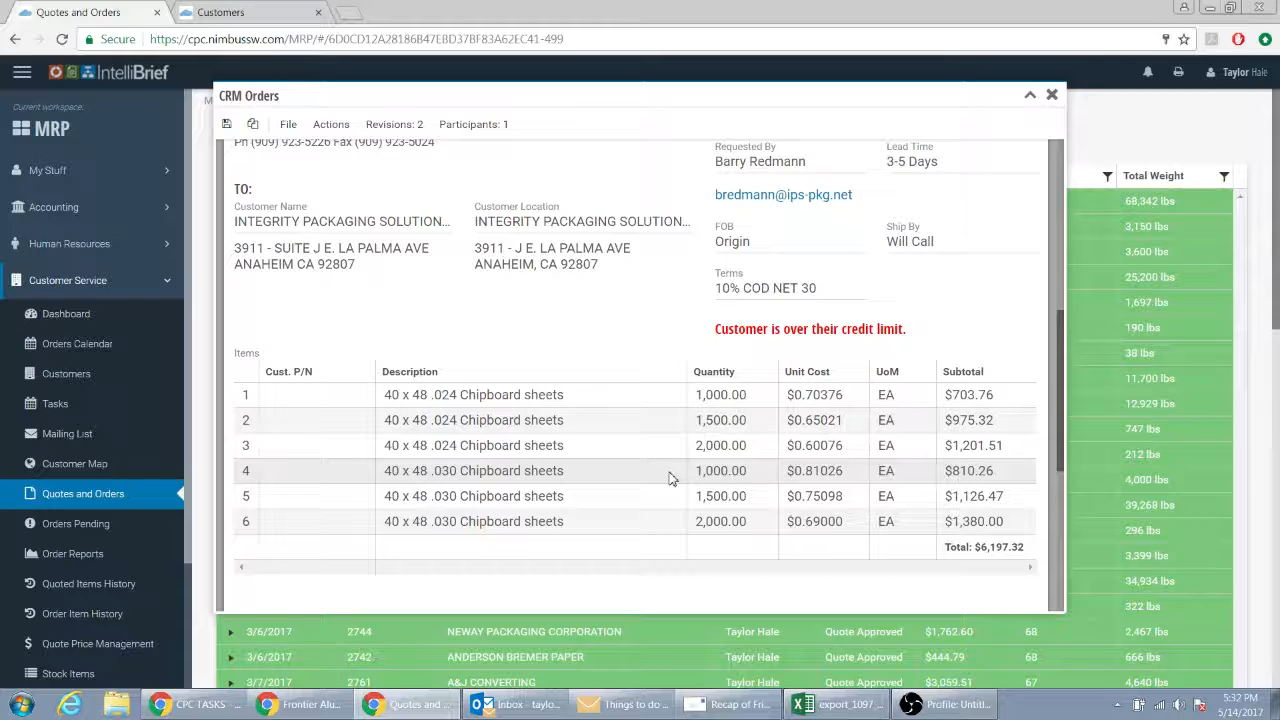 Quotes and Orders
Customers
Secure
https://cpc.nimbussw.com/MRP/#/6D0CD12A28186B47EBD37BF83A62EC41-499
IntelliBrief
Taylor Hale
Current workspace:
MRP
My Stuff
Accounting
Human Resources
Customer Service
Dashboard
Orders Calendar
Customers
Tasks
Mailing List
Customer Map
Quotes and Orders
Orders Pending
Order Reports
Quoted Items History
Order Item History
Quote Price Management
Stock Items
CRM Orders
File Actions Revisions: 2 Participants: 1
Ph (909) 923-5226 Fax (909) 923-5024
Requested By Lead Time
Barry Redmann 3-5 Days
bredmann@ips-pkg.net
TO:
Customer Name Customer Location
INTEGRITY PACKAGING SOLUTION... INTEGRITY PACKAGING SOLUTION...
3911 - SUITE J E. LA PALMA AVE 3911 - J E. LA PALMA AVE
ANAHEIM CA 92807 ANAHEIM, CA 92807
FOB Ship By
Origin Will Call
Terms
10% COD NET 30
Customer is over their credit limit.
Items
Cust. P/N Description Quantity Unit Cost UoM Subtotal
1 40 x 48 .024 Chipboard sheets 1,000.00 $0.70376 EA $703.76
2 40 x 48 .024 Chipboard sheets 1,500.00 $0.65021 EA $975.32
3 40 x 48 .024 Chipboard sheets 2,000.00 $0.60076 EA $1,201.51
4 40 x 48 .030 Chipboard sheets 1,000.00 $0.81026 EA $810.26
5 40 x 48 .030 Chipboard sheets 1,500.00 $0.75098 EA $1,126.47
6 40 x 48 .030 Chipboard sheets 2,000.00 $0.69000 EA $1,380.00
Total: $6,197.32
Total Weight
68,342 lbs
3,150 lbs
3,600 lbs
25,200 lbs
1,697 lbs
190 lbs
38 lbs
11,700 lbs
12,929 lbs
747 lbs
212 lbs
4,000 lbs
39,268 lbs
296 lbs
3,399 lbs
34,934 lbs
322 lbs
3/6/2017 2744 NEWAY PACKAGING CORPORATION Taylor Hale Quote Approved $1,762.60 68 2,467 lbs
3/6/2017 2742 ANDERSON BREMER PAPER Taylor Hale Quote Approved $444.79 68 666 lbs
3/7/2017 2761 A&J CONVERTING Taylor Hale Quote Approved $3,059.51 67 4,640 lbs
CPC TASKS ... Frontier Alu... Quotes and ... Inbox - taylo... Things to do ... Recap of Fri... export_1097_... Profile: Untitl...
5:32 PM
5/14/2017